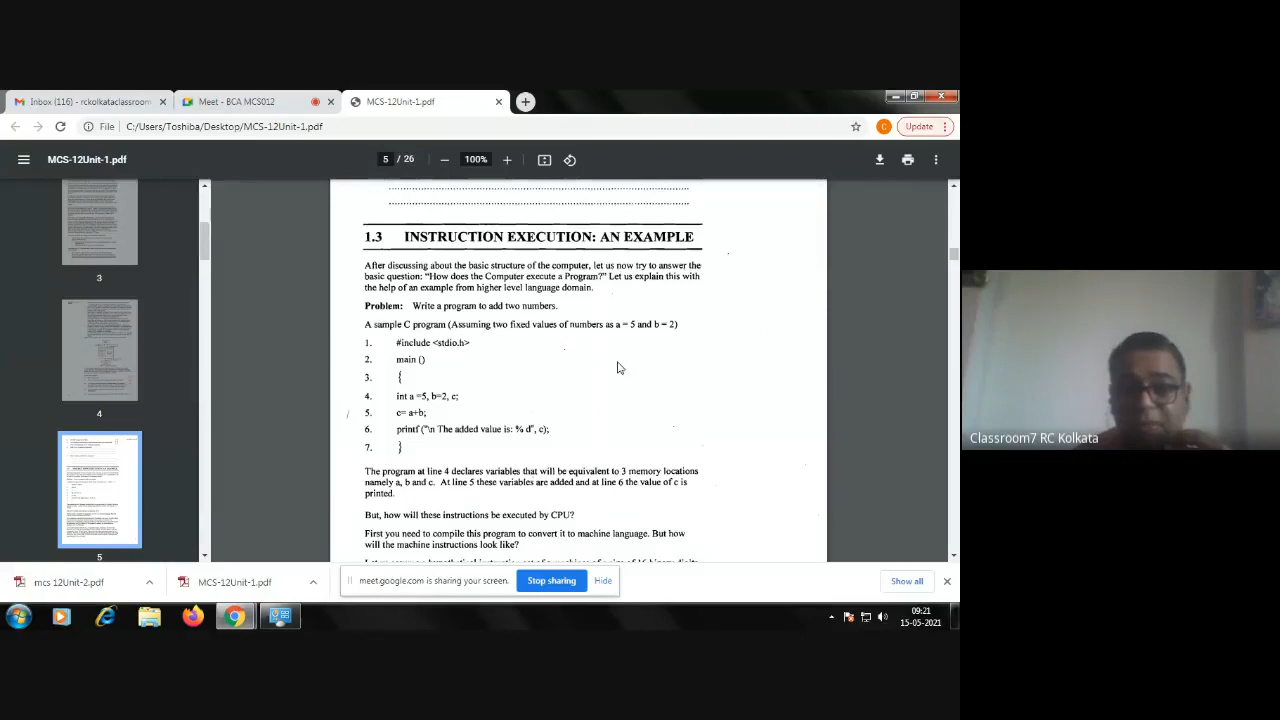 Inbox (116) - rckolkataclassroom
Meet - BCA MCS012
MCS-12Unit-1.pdf
File
C:/Users/Toshiba/Desktop/MCS-12Unit-1.pdf
C
Update
MCS-12Unit-1.pdf
5 / 26
100%
3
4
5
1.3 INSTRUCTION EXECUTION: AN EXAMPLE
After discussing about the basic structure of the computer, let us now try to answer the
basic question: "How does the Computer execute a Program?" Let us explain this with
the help of an example from higher level language domain.
Problem: Write a program to add two numbers.
A sample C program (Assuming two fixed values of numbers as a = 5 and b = 2)
1. #include <stdio.h>
2. main ()
3. {
4. int a =5, b=2, c;
5. c= a+b;
6. printf ("\n The added value is: % d", c);
7. }
The program at line 4 declares variables that will be equivalent to 3 memory locations
namely a, b and c. At line 5 these variables are added and at line 6 the value of c is
printed.
But, how will these instructions be executed by CPU?
First you need to compile this program to convert it to machine language. But how
will the machine instructions look like?
mcs 12Unit-2.pdf
MCS-12Unit-1.pdf
meet.google.com is sharing your screen.
Stop sharing
Hide
Show all
09:21
15-05-2021
Classroom7 RC Kolkata